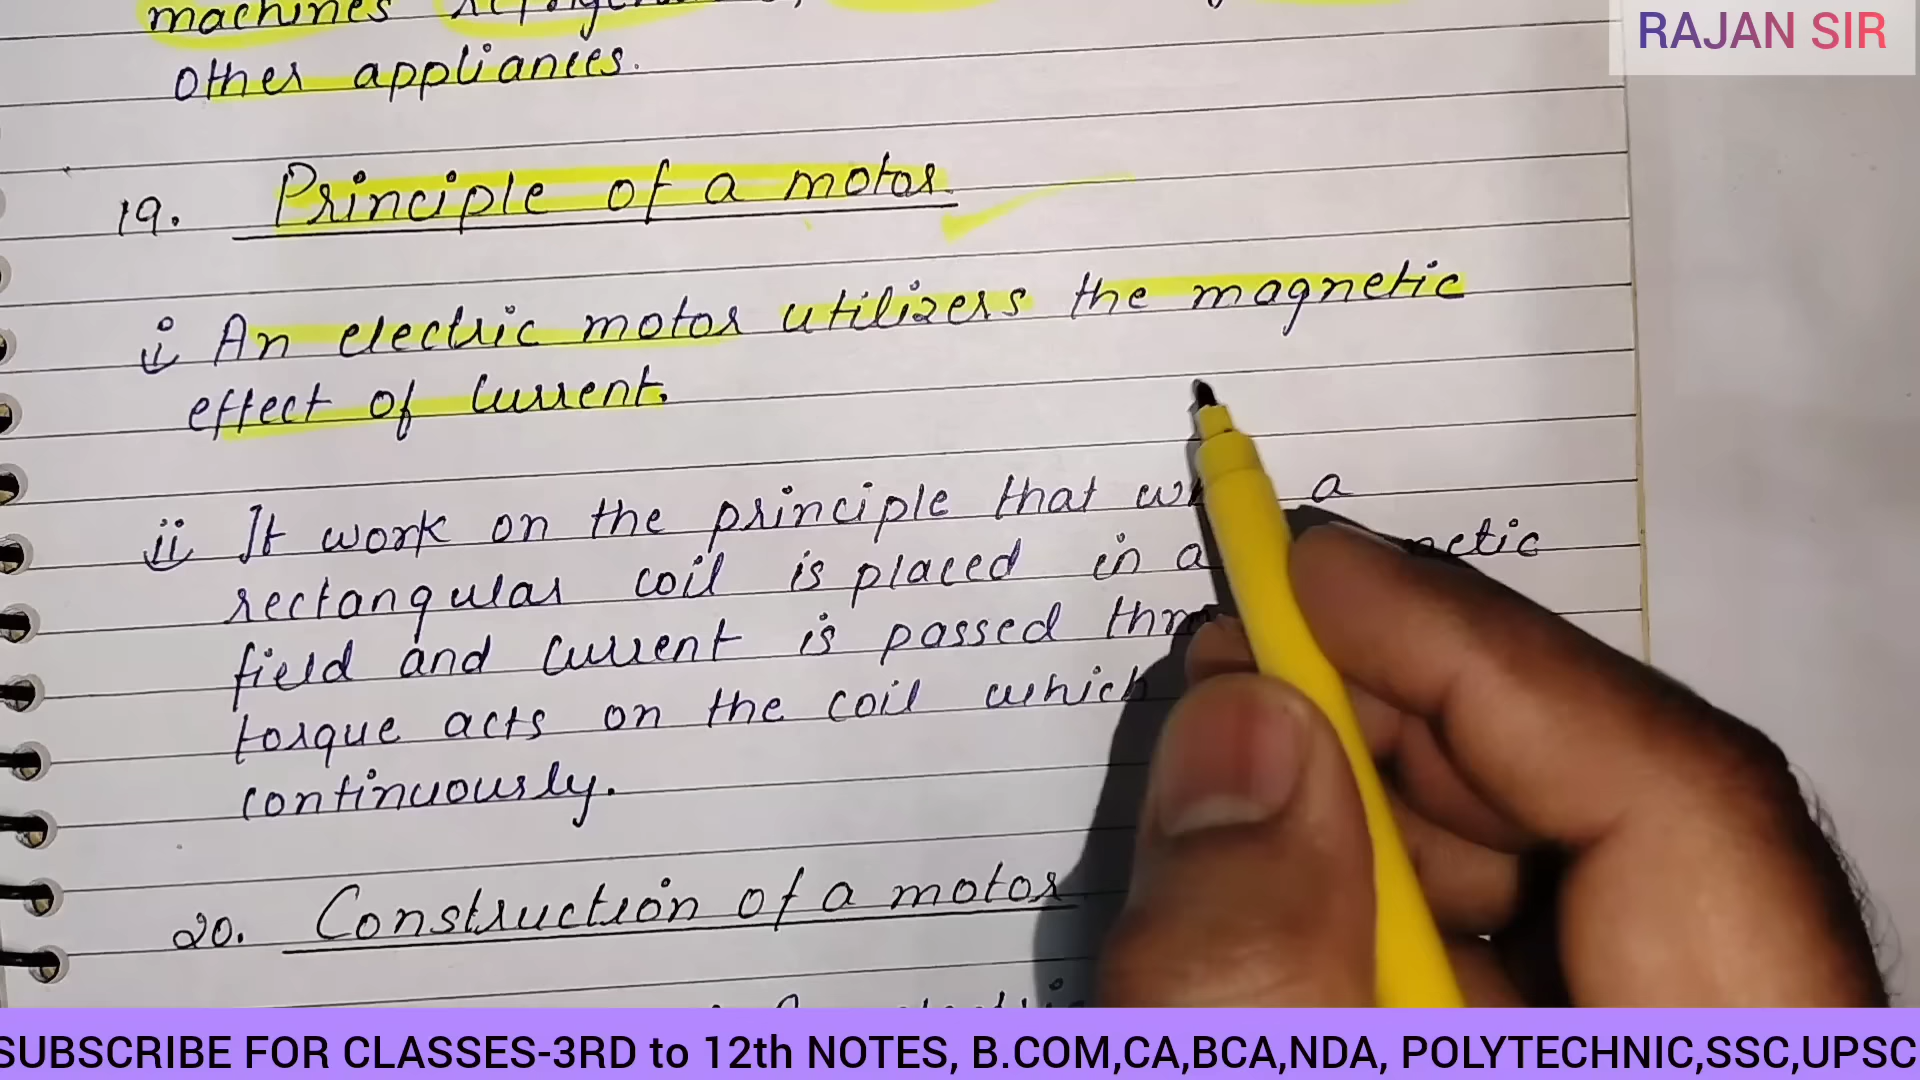 machines
other appliances.
RAJAN SIR
19. Principle of a motor
i An electric motor utilizers the magnetic
effect of current.
ii It work on the principle that a
rectangular coil is placed in a
field and current is passed
torque acts on the coil which
continuously.
20. Construction of a motor
SUBSCRIBE FOR CLASSES-3RD to 12th NOTES, B.COM,CA,BCA,NDA, POLYTECHNIC,SSC,UPSC